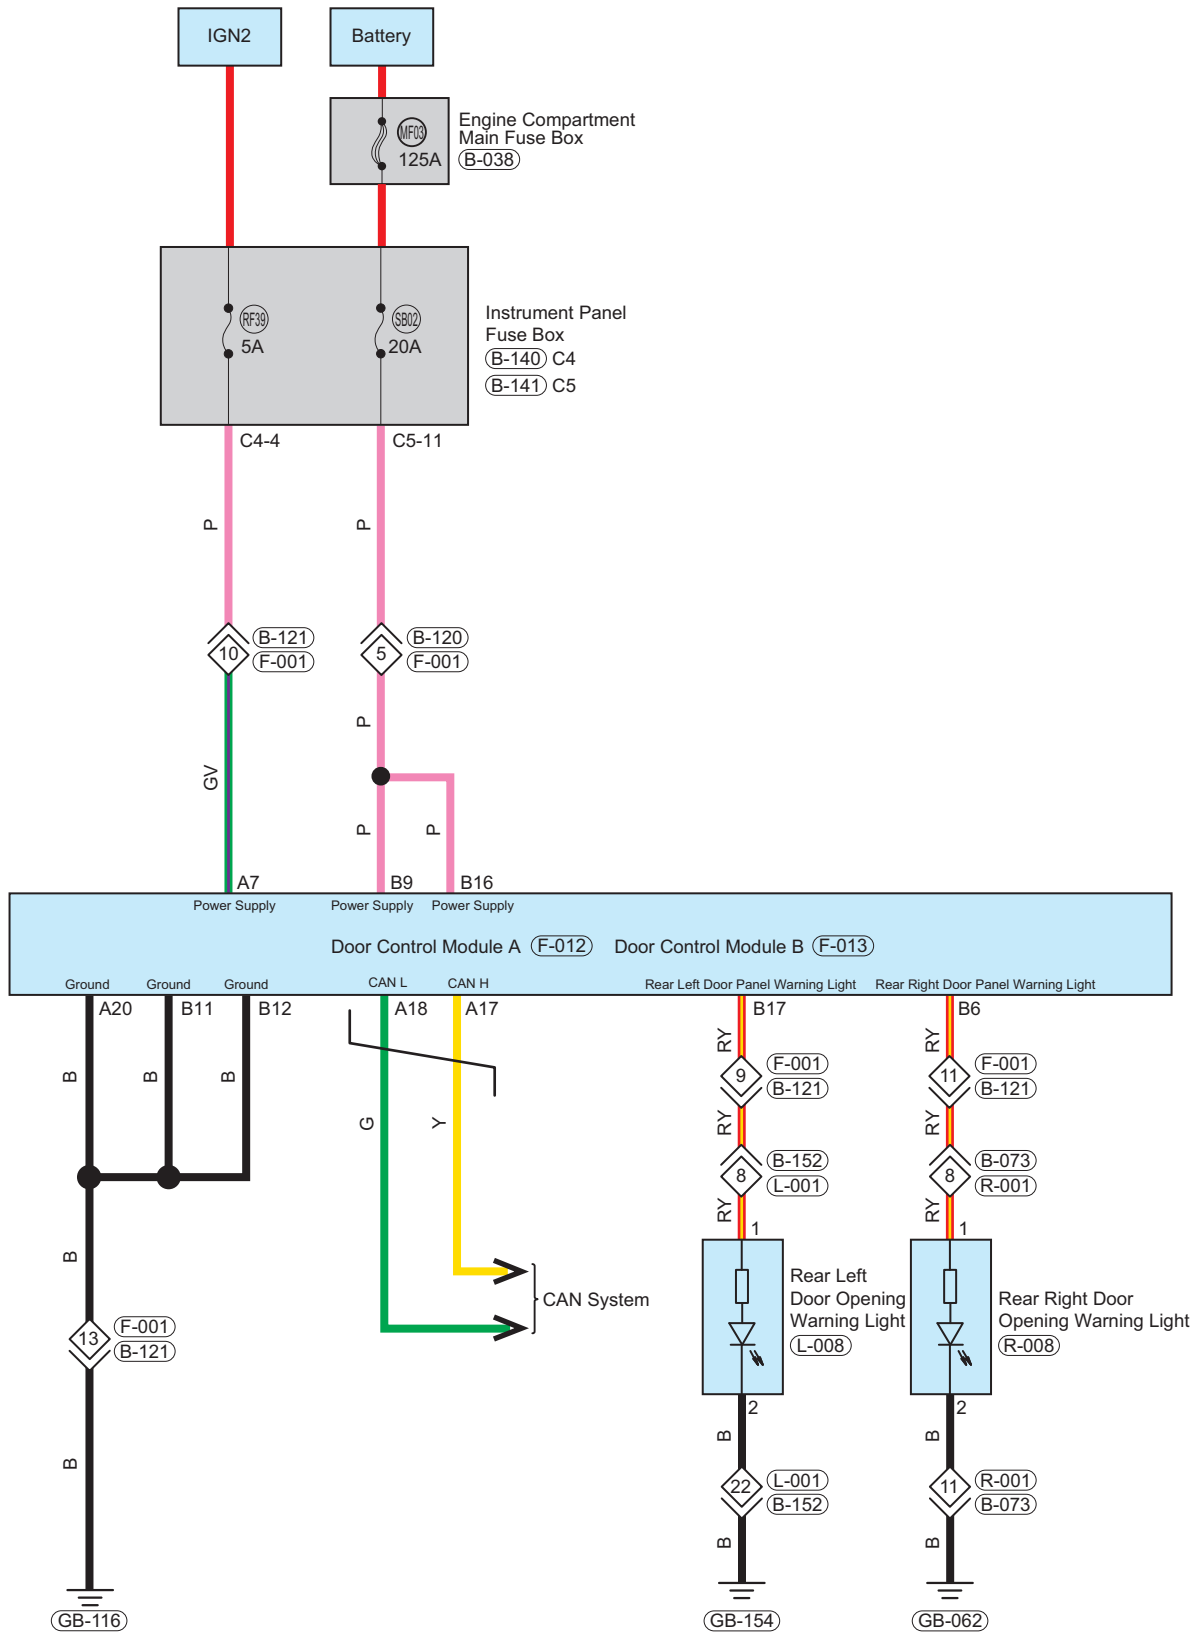 IGN2
Battery
Engine Compartment
Main Fuse Box
B-038
MF03
125A
RF39
5A
SB02
20A
Instrument Panel
Fuse Box
B-140 C4
B-141 C5
C4-4
C5-11
P
P
10
B-121
F-001
5
B-120
F-001
P
GV
P
P
A7
B9
B16
Power Supply
Power Supply
Power Supply
Door Control Module A F-012
Door Control Module B F-013
Ground
Ground
Ground
CAN L
CAN H
Rear Left Door Panel Warning Light
Rear Right Door Panel Warning Light
A20
B11
B12
A18
A17
B17
B6
B
B
B
G
Y
RY
RY
9
F-001
B-121
11
F-001
B-121
RY
RY
8
B-152
L-001
8
B-073
R-001
RY
RY
1
1
B
CAN System
Rear Left
Door Opening
Warning Light
L-008
Rear Right Door
Opening Warning Light
R-008
13
F-001
B-121
2
2
B
B
B
22
L-001
B-152
11
R-001
B-073
B
B
GB-116
GB-154
GB-062